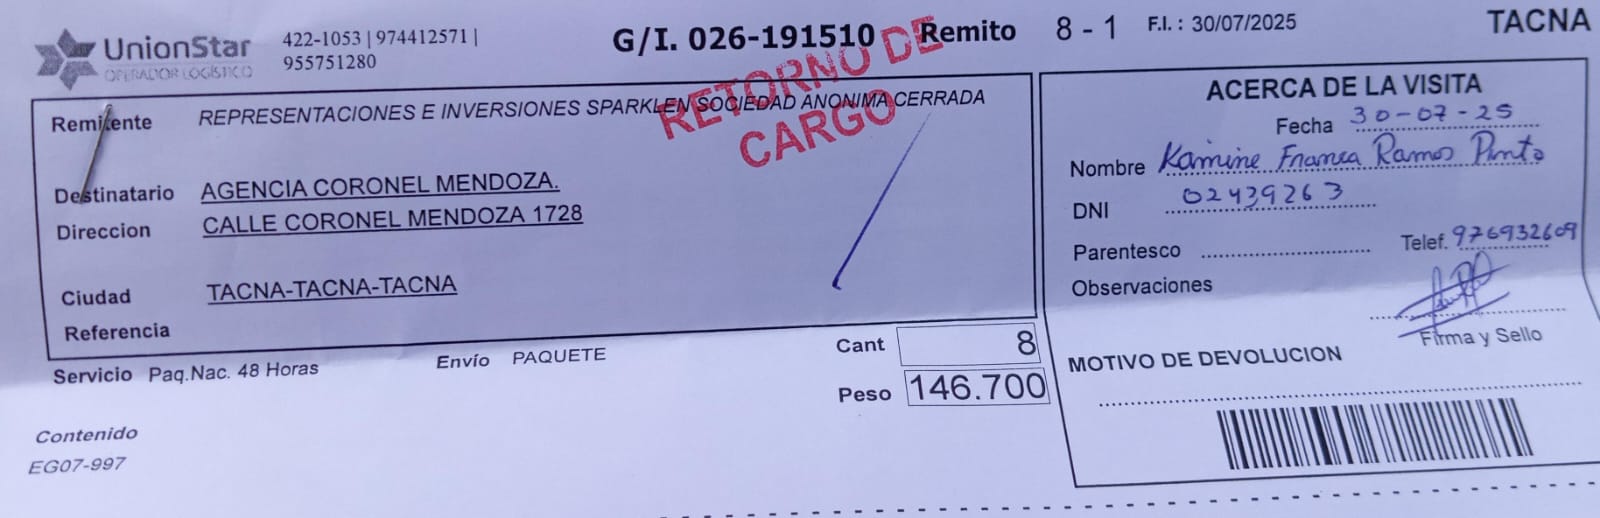 UnionStar
OPERADOR LOGÍSTICO
422-1053 | 974412571 |
955751280
G/I. 026-191510 Remito 8 - 1 F.I. : 30/07/2025 TACNA
RETORNO DE
CARGO
Remitente REPRESENTACIONES E INVERSIONES SPARKLEN SOCIEDAD ANONIMA CERRADA
Destinatario AGENCIA CORONEL MENDOZA.
Direccion CALLE CORONEL MENDOZA 1728
Ciudad TACNA-TACNA-TACNA
Referencia
Servicio Paq.Nac. 48 Horas Envío PAQUETE
Cant 8
Peso 146.700
Contenido
EG07-997
ACERCA DE LA VISITA
Fecha 30-07-25
Nombre Kamine Franca Ramos Pinto
DNI 02439263
Parentesco Telef. 976932609
Observaciones
Firma y Sello
MOTIVO DE DEVOLUCION